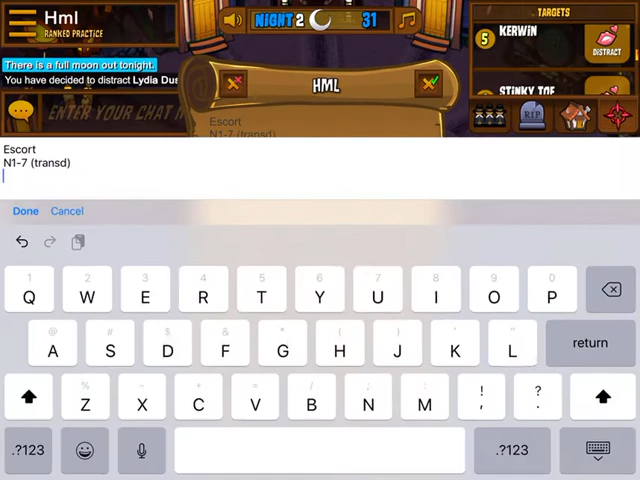 Hml
RANKED PRACTICE
There is a full moon out tonight.
You have decided to distract Lydia Dus
ENTER YOUR CHAT M
NIGHT 2
31
HML
Escort
N1-7 (transd)
TARGETS
5
KERWIN
DISTRACT
STINKY TOE
RIP
Escort
N1-7 (transd)
Done Cancel
1 2 3 4 5 6 7 8 9 0
Q W E R T Y U I O P
@ # $ & * ( ) ' "
A S D F G H J K L return
% - + = / ; : ! ?
Z X C V B N M , .
.?123 .?123